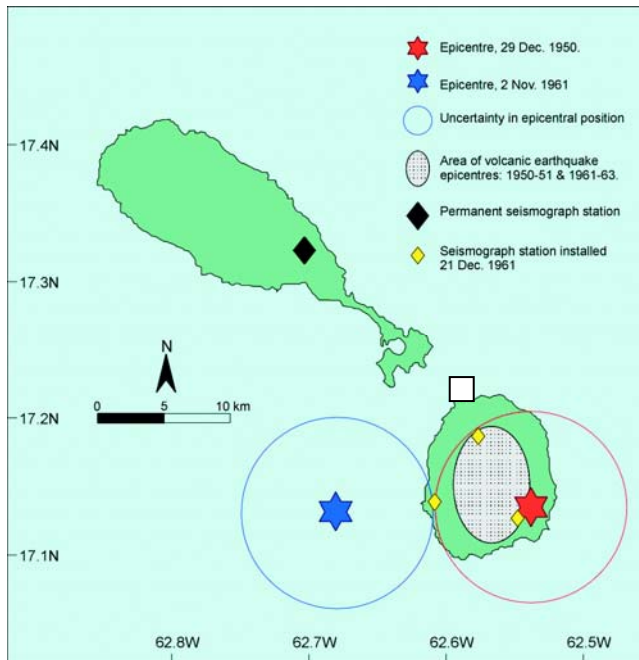 Epicentre, 29 Dec. 1950.
Epicentre, 2 Nov. 1961
Uncertainty in epicentral position
Area of volcanic earthquake
epicentres: 1950-51 & 1961-63.
Permanent seismograph station
Seismograph station installed
21 Dec. 1961
17.4N
17.3N
N
0 5 10 km
17.2N
17.1N
62.8W 62.7W 62.6W 62.5W